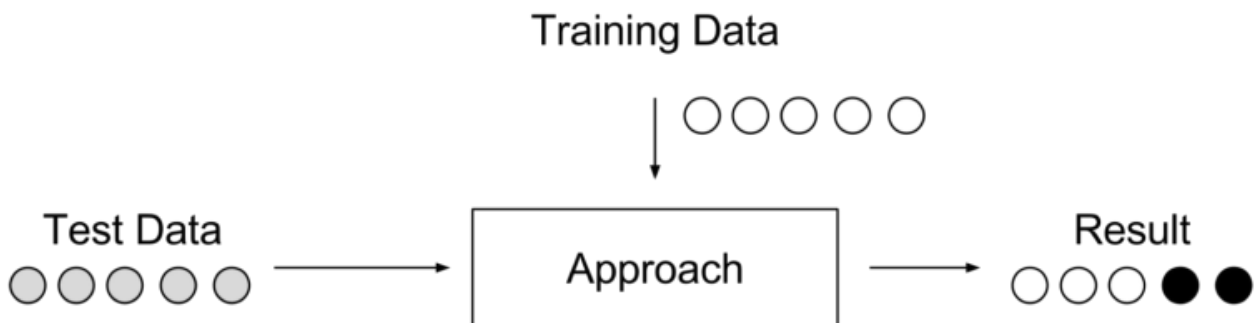 Training Data
Test Data
Approach
Result